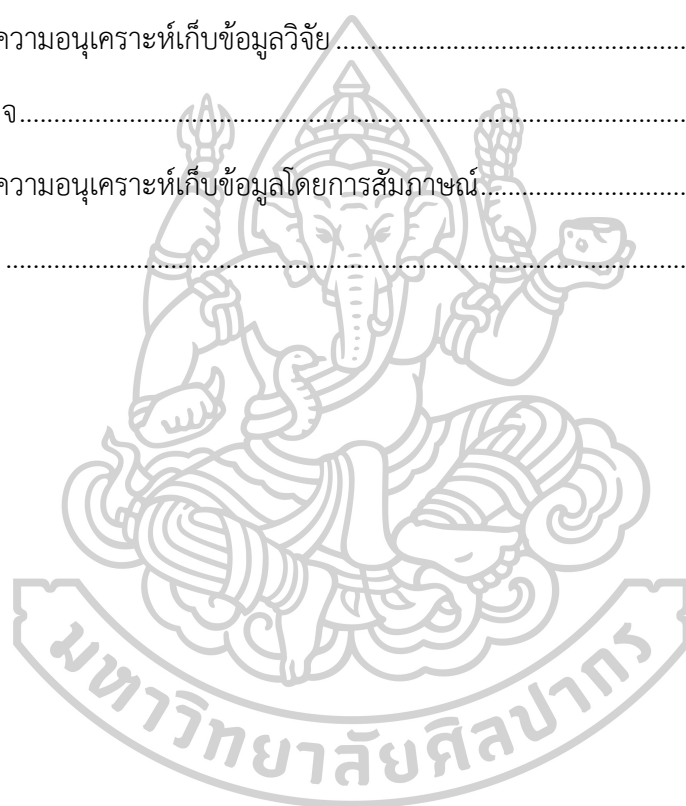 ความอนุเคราะห์เก็บข้อมูลวิจัย................................................................
จ................................................................................................................
ความอนุเคราะห์เก็บข้อมูลโดยการสัมภาษณ์....................................
................................................................................................................
มหาวิทยาลัยศิลปากร